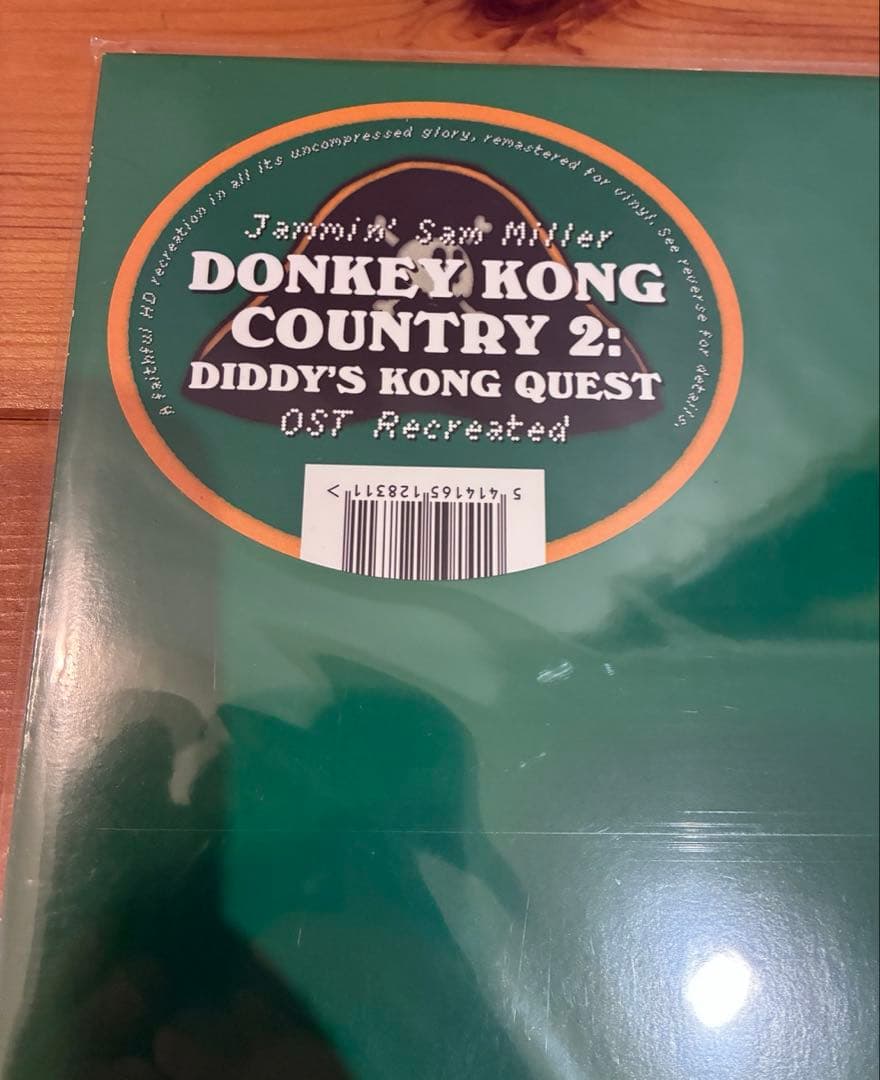 A faithful HD recreation in all its uncompressed glory, remastered for vinyl. See reverse for details.
Jammin' Sam Miller
DONKEY KONG
COUNTRY 2:
DIDDY'S KONG QUEST
OST Recreated
5 414165 128311 >